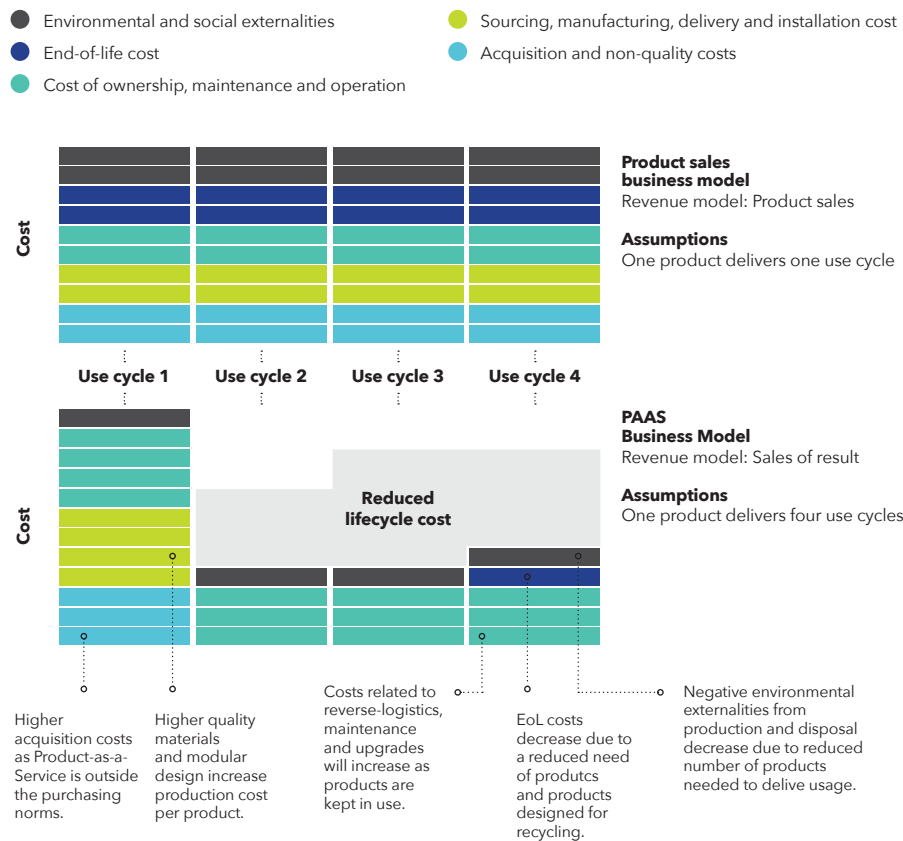 Environmental and social externalities
End-of-life cost
Cost of ownership, maintenance and operation
Sourcing, manufacturing, delivery and installation cost
Acquisition and non-quality costs
Cost
Product sales
business model
Revenue model: Product sales
Assumptions
One product delivers one use cycle
Use cycle 1
Use cycle 2
Use cycle 3
Use cycle 4
Cost
Reduced
lifecycle cost
PAAS
Business Model
Revenue model: Sales of result
Assumptions
One product delivers four use cycles
Higher
acquisition costs
as Product-as-a-
Service is outside
the purchasing
norms.
Higher quality
materials
and modular
design increase
production cost
per product.
Costs related to
reverse-logistics,
maintenance
and upgrades
will increase as
products are
kept in use.
EoL costs
decrease due to
a reduced need
of produtcs
and products
designed for
recycling.
Negative environmental
externalities from
production and disposal
decrease due to reduced
number of products
needed to delive usage.